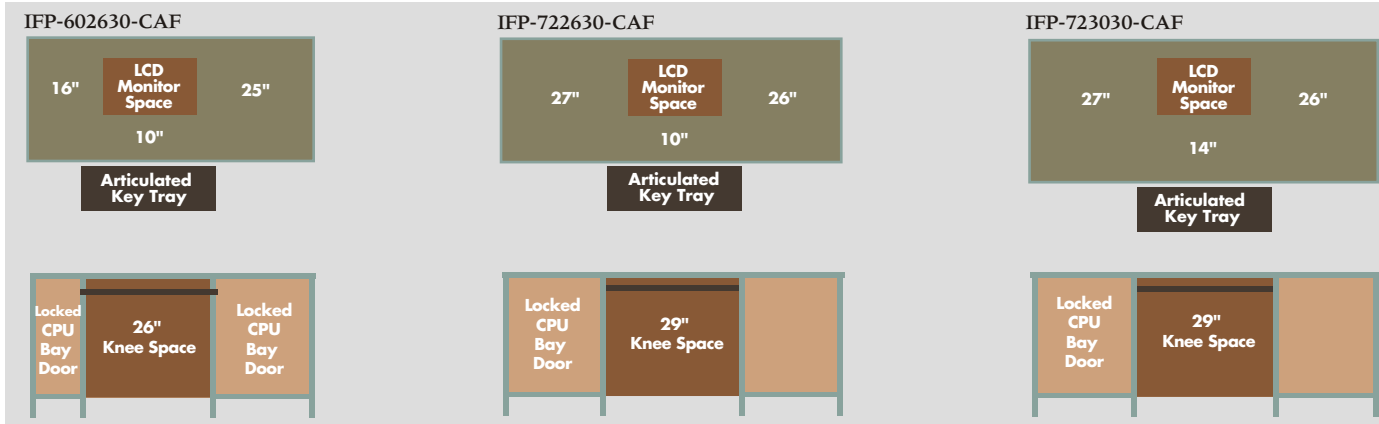 IFP-602630-CAF
16"
LCD
Monitor
Space
25"
10"
Articulated
Key Tray
Locked
CPU
Bay
Door
26"
Knee Space
Locked
CPU
Bay
Door
IFP-722630-CAF
27"
LCD
Monitor
Space
26"
10"
Articulated
Key Tray
Locked
CPU
Bay
Door
29"
Knee Space
IFP-723030-CAF
27"
LCD
Monitor
Space
26"
14"
Articulated
Key Tray
Locked
CPU
Bay
Door
29"
Knee Space